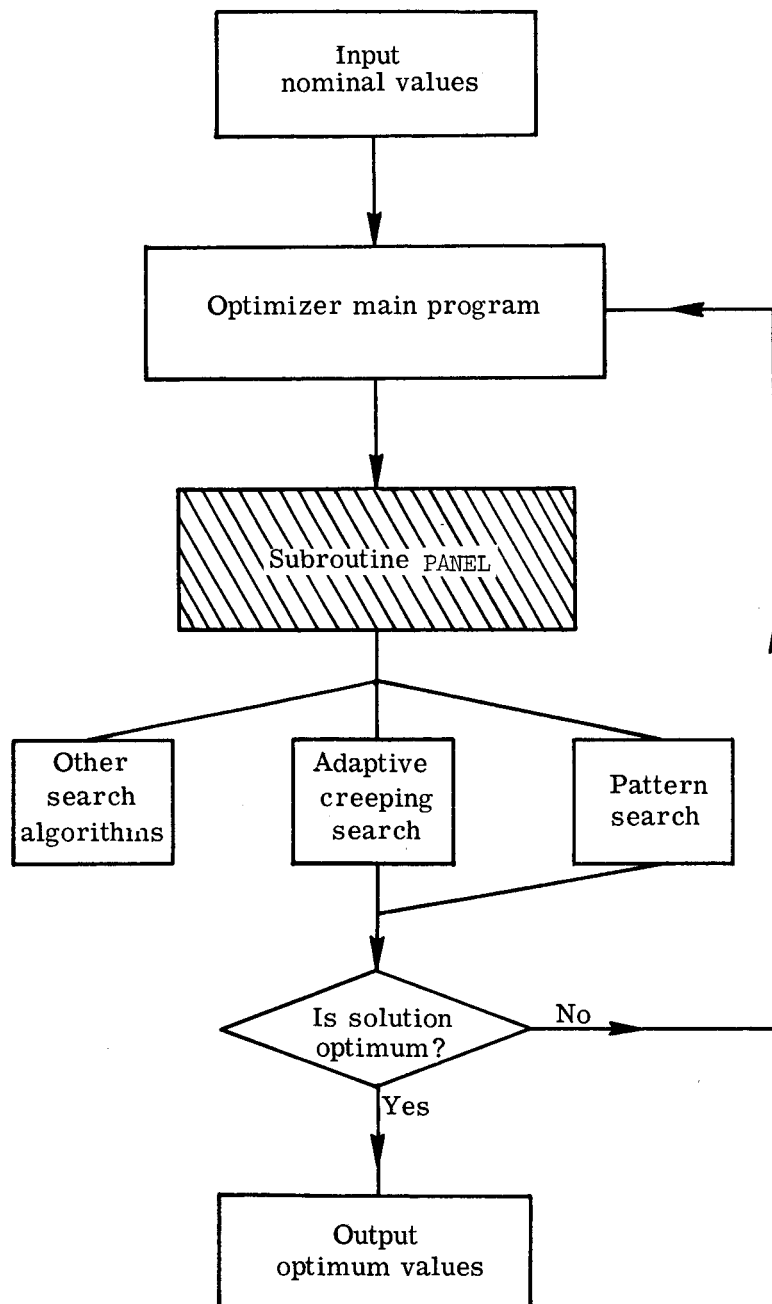 Input
nominal values
Optimizer main program
Subroutine PANEL
Other
search
algorithms
Adaptive
creeping
search
Pattern
search
Is solution
optimum?
No
Yes
Output
optimum values